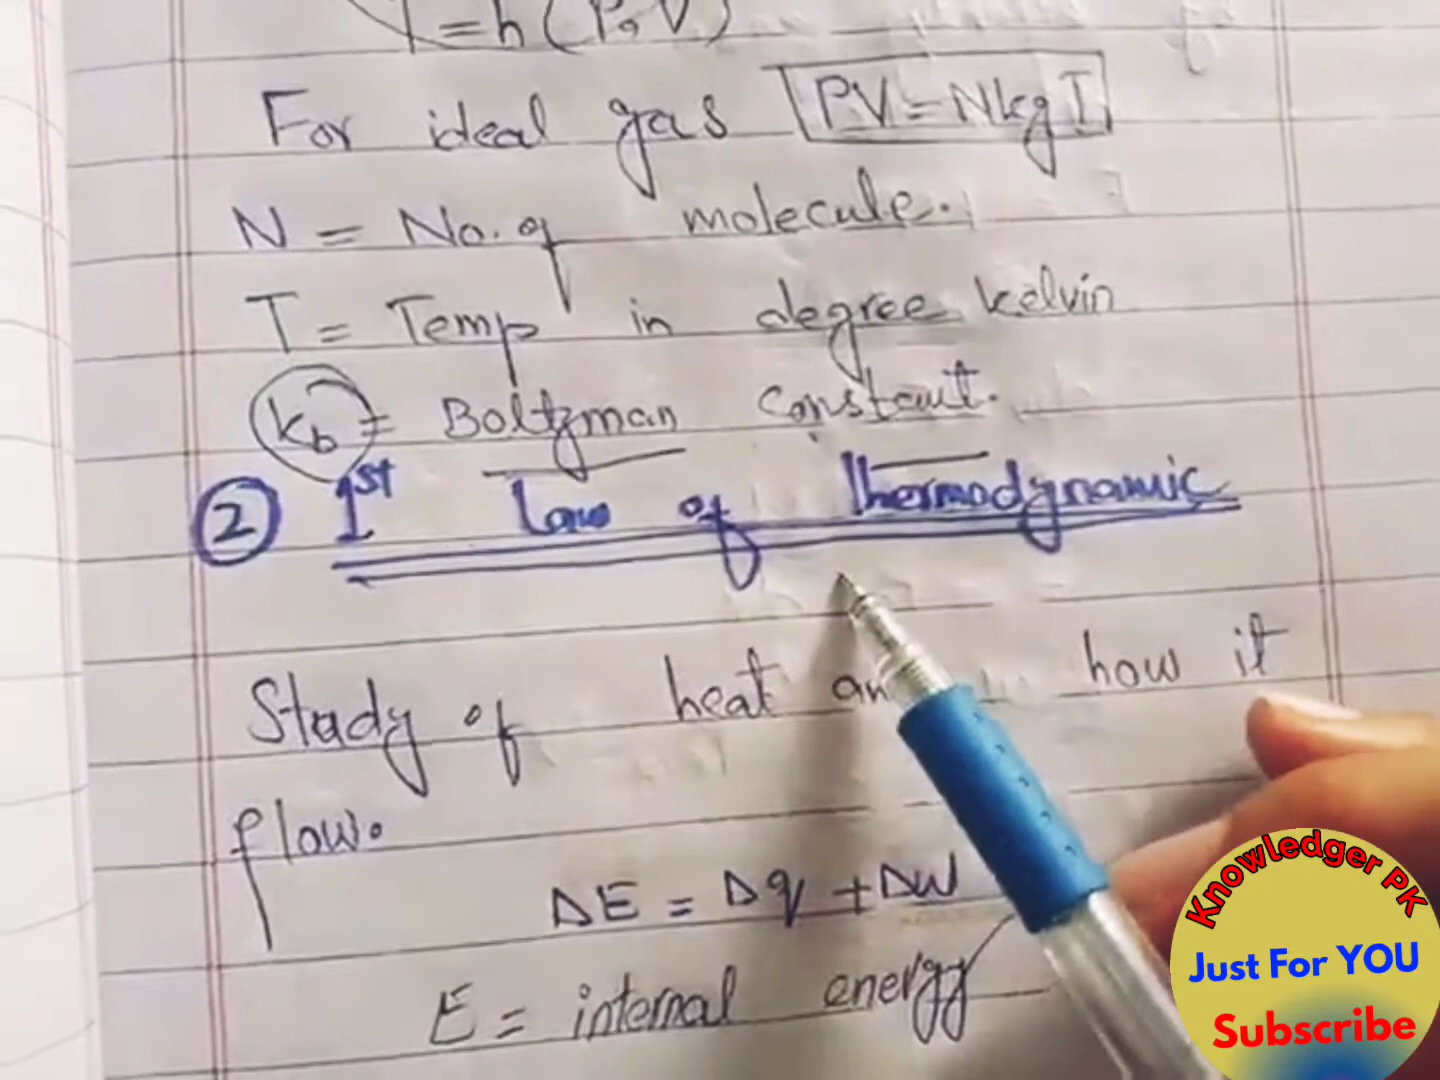 T=h(P,V)
For ideal gas PV=NkgT
N = No. of molecule.
T = Temp in degree kelvin
kb = Boltzman constant.
② 1st Law of thermodynamic
Study of heat an how it
flow.
ΔE = Δq + Δw
E = internal energy
Knowledger PK
Just For YOU
Subscribe